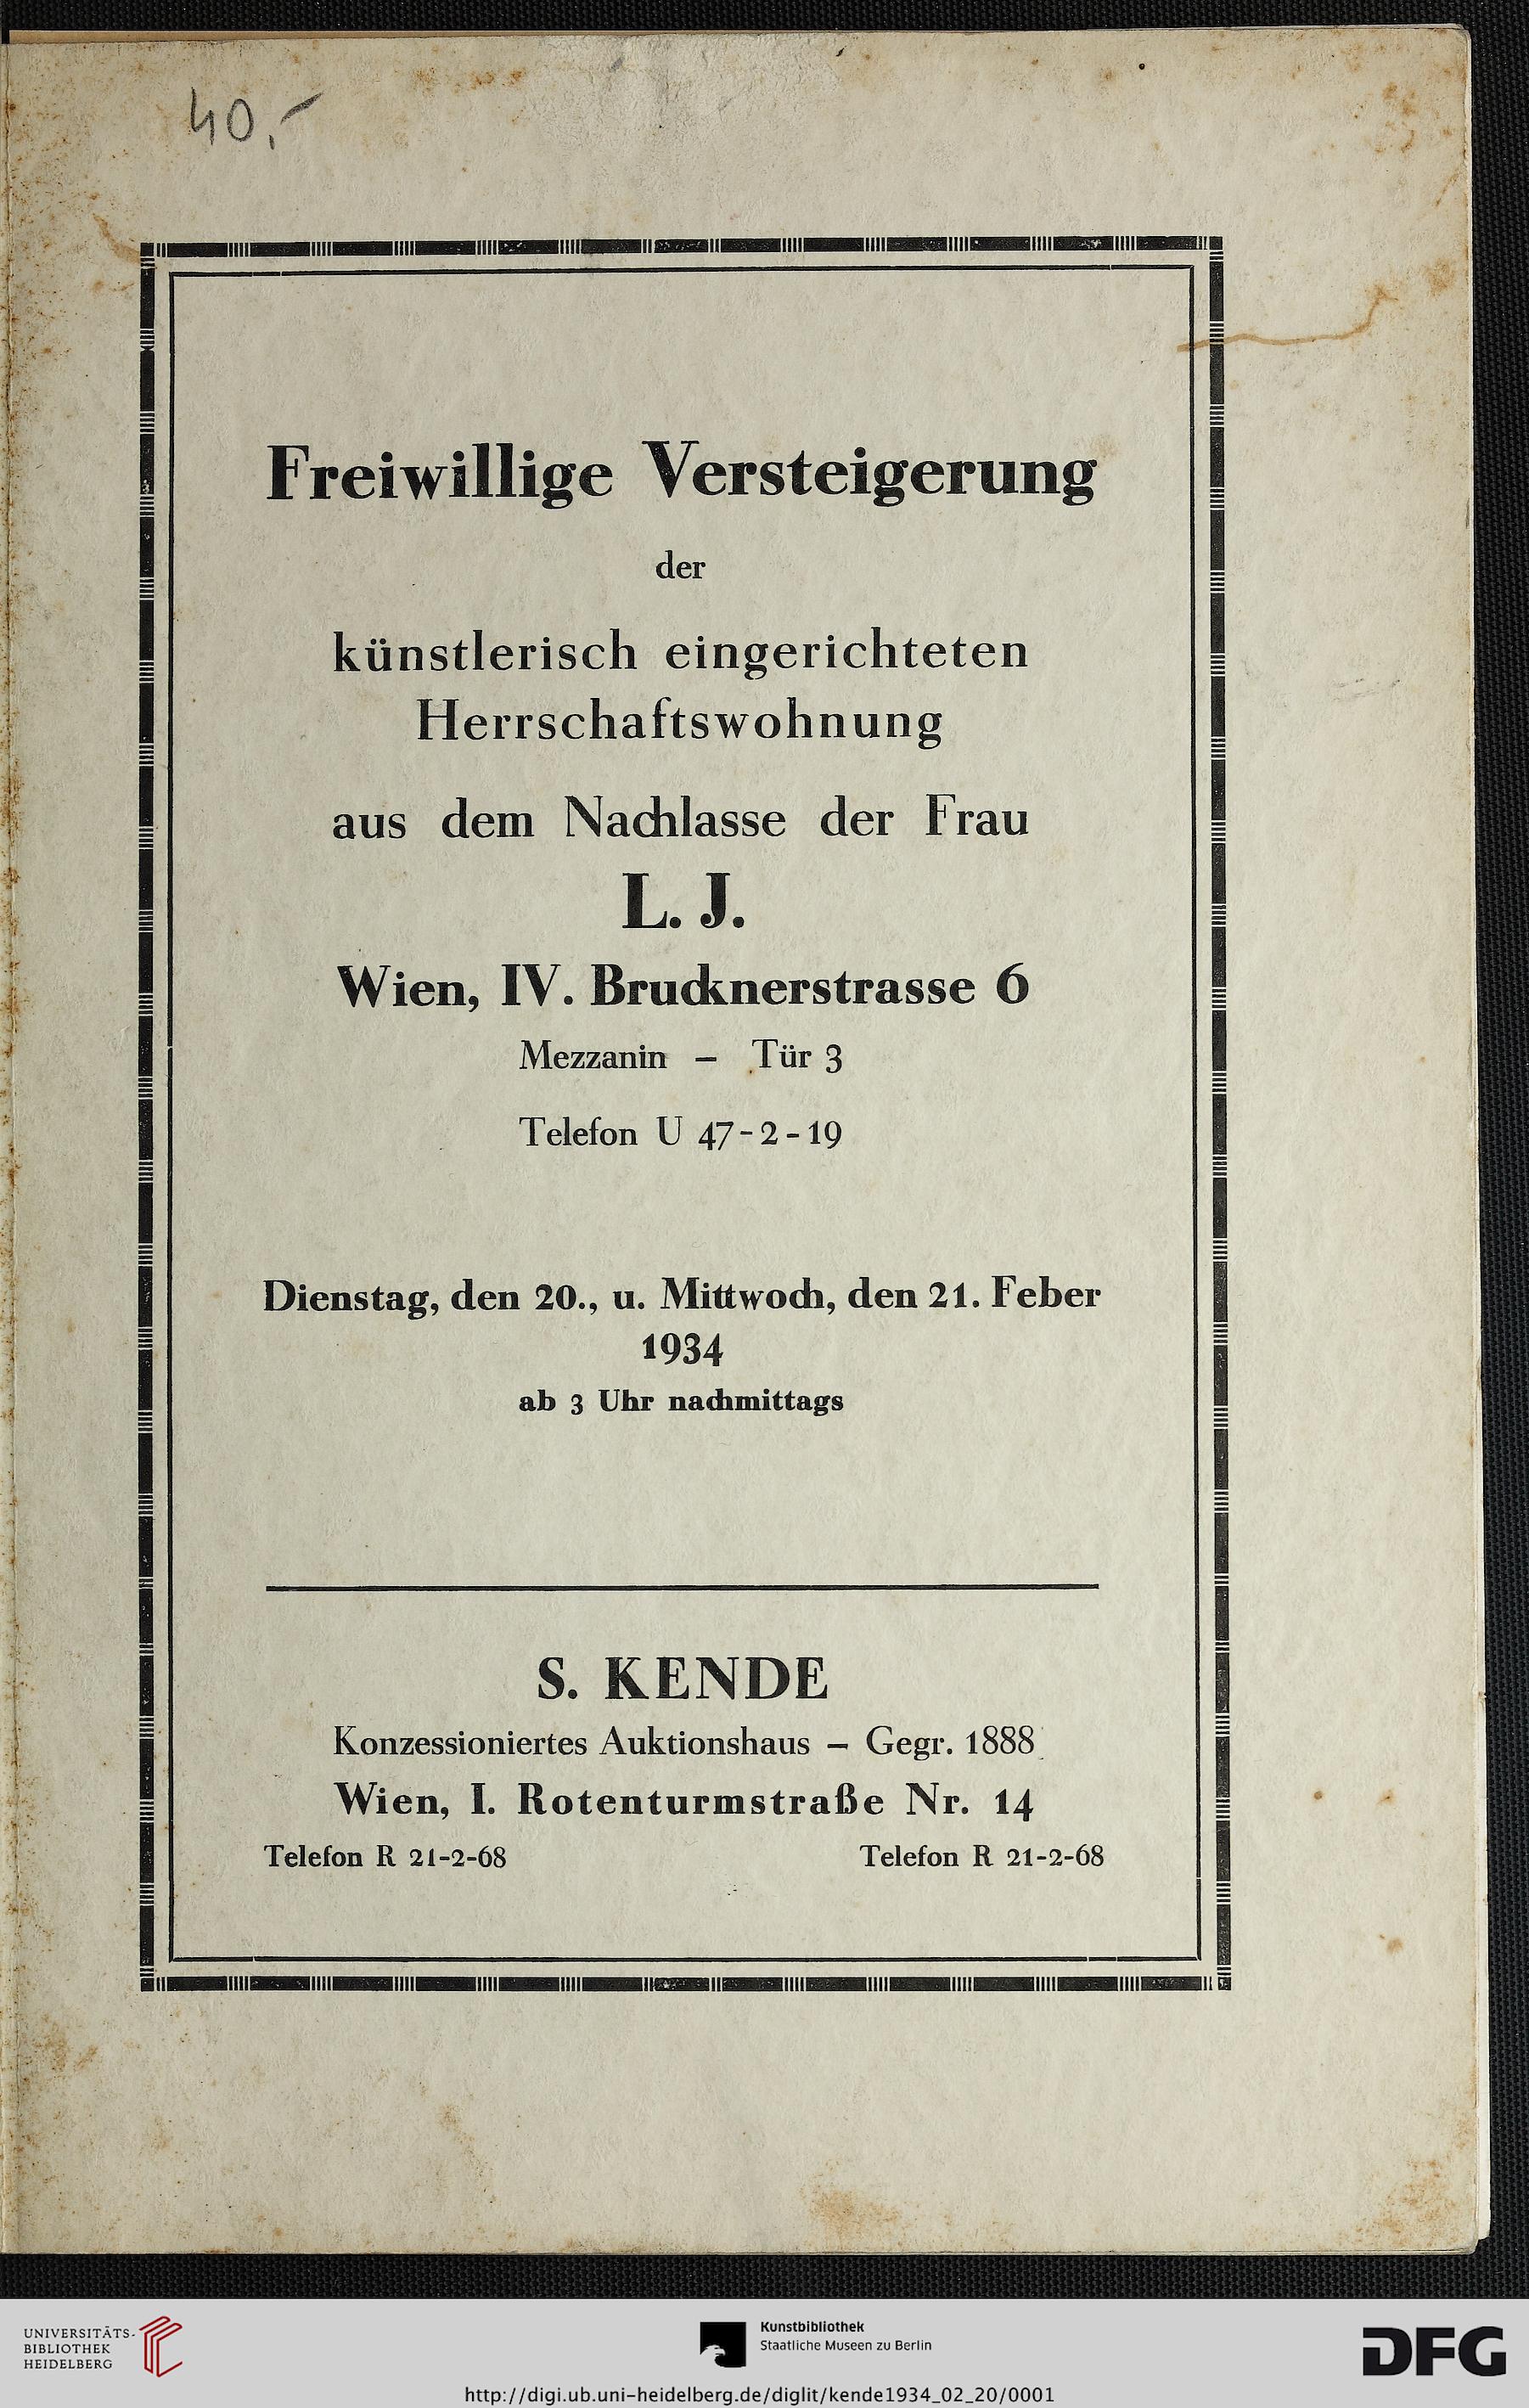 40.-
Freiwillige Versteigerung
der
künstlerisch eingerichteten
Herrschaftswohnung
aus dem Nachlasse der Frau
L. J.
Wien, IV. Brucknerstrasse 6
Mezzanin – Tür 3
Telefon U 47-2-19
Dienstag, den 20., u. Mittwoch, den 21. Feber
1934
ab 3 Uhr nachmittags
S. KENDE
Konzessioniertes Auktionshaus – Gegr. 1888
Wien, I. Rotenturmstraße Nr. 14
Telefon R 21-2-68 Telefon R 21-2-68
UNIVERSITÄTS-
BIBLIOTHEK
HEIDELBERG
Kunstbibliothek
Staatliche Museen zu Berlin
DFG
http://digi.ub.uni-heidelberg.de/diglit/kende1934_02_20/0001